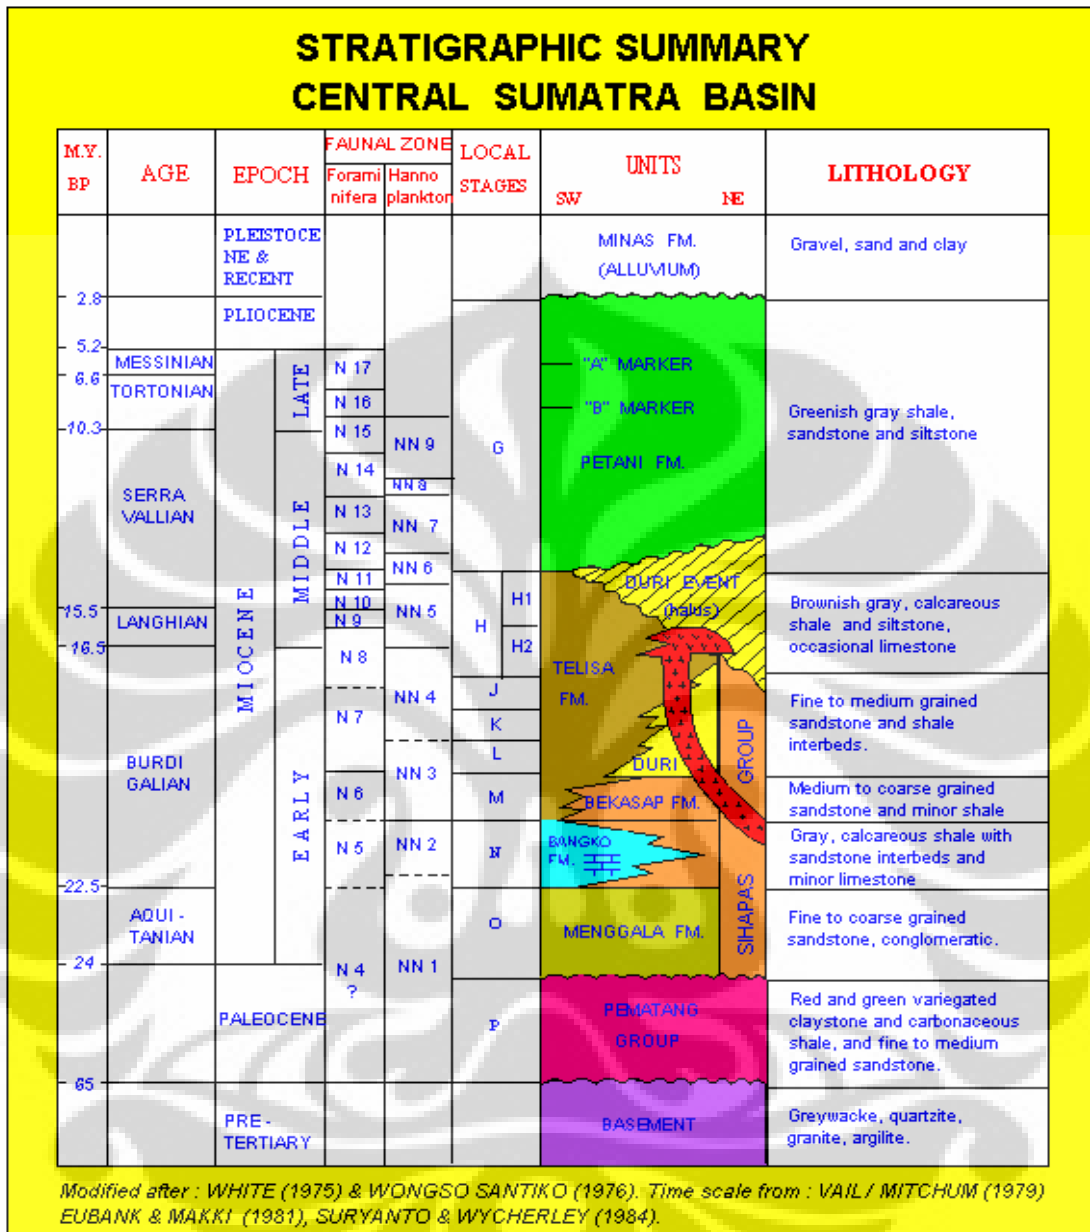 STRATIGRAPHIC SUMMARY
CENTRAL SUMATRA BASIN
M.Y.
BP
AGE
EPOCH
FAUNAL ZONE
Forami
nifera
Hanno
plankton
LOCAL
STAGES
UNITS
SW
NE
LITHOLOGY
PLEISTOCE
NE &
RECENT
MINAS FM.
(ALLUVIUM)
Gravel, sand and clay
2.8
PLIOCENE
5.2
MESSINIAN
6.6
TORTONIAN
10.3
SERRA
VALLIAN
15.5
LANGHIAN
16.5
BURDI
GALIAN
22.5
AQUI -
TANIAN
24
65
MIOCENE
LATE
MIDDLE
EARLY
PALEOCENE
PRE -
TERTIARY
N 17
N 16
N 15
N 14
N 13
N 12
N 11
N 10
N 9
N 8
N 7
N 6
N 5
N 4
?
NN 9
NN 8
NN 7
NN 6
NN 5
NN 4
NN 3
NN 2
NN 1
G
H
H1
H2
J
K
L
M
N
O
P
"A" MARKER
"B" MARKER
PETANI FM.
DURI EVENT
(halus)
TELISA
FM.
DURI
BEKASAP FM.
BANGKO
FM.
MENGGALA FM.
SIHAPAS
GROUP
PEMATANG
GROUP
BASEMENT
Greenish gray shale,
sandstone and siltstone
Brownish gray, calcareous
shale and siltstone,
occasional limestone
Fine to medium grained
sandstone and shale
interbeds.
Medium to coarse grained
sandstone and minor shale
Gray, calcareous shale with
sandstone interbeds and
minor limestone
Fine to coarse grained
sandstone, conglomeratic.
Red and green variegated
claystone and carbonaceous
shale, and fine to medium
grained sandstone.
Greywacke, quartzite,
granite, argilite.
Modified after : WHITE (1975) & WONGSO SANTIKO (1976). Time scale from : VAIL / MITCHUM (1979)
EUBANK & MAKKI (1981), SURYANTO & WYCHERLEY (1984).